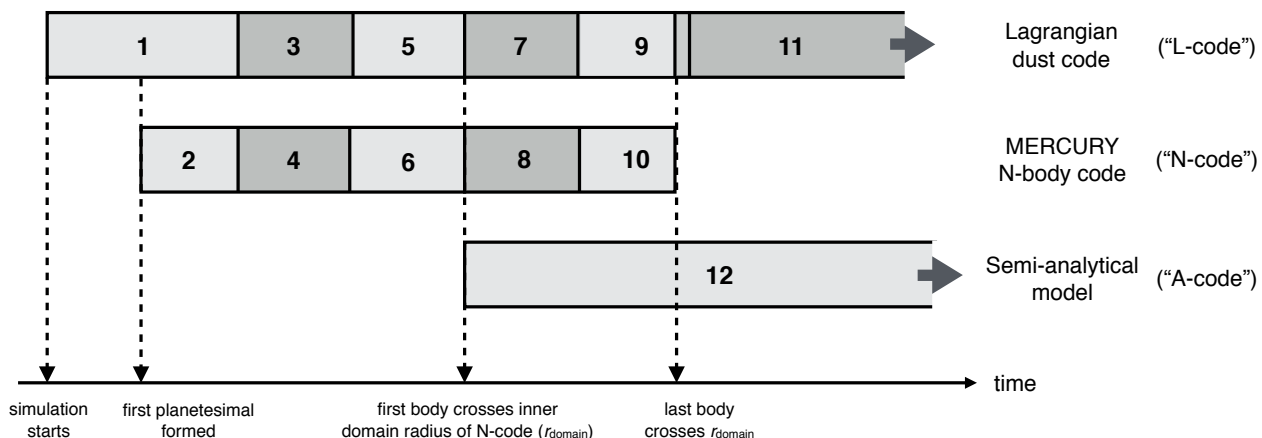 1
3
5
7
9
11
Lagrangian
dust code
(“L-code”)
2
4
6
8
10
MERCURY
N-body code
(“N-code”)
12
Semi-analytical
model
(“A-code”)
time
simulation
starts
first planetesimal
formed
first body crosses inner
domain radius of N-code (rdomain)
last body
crosses rdomain